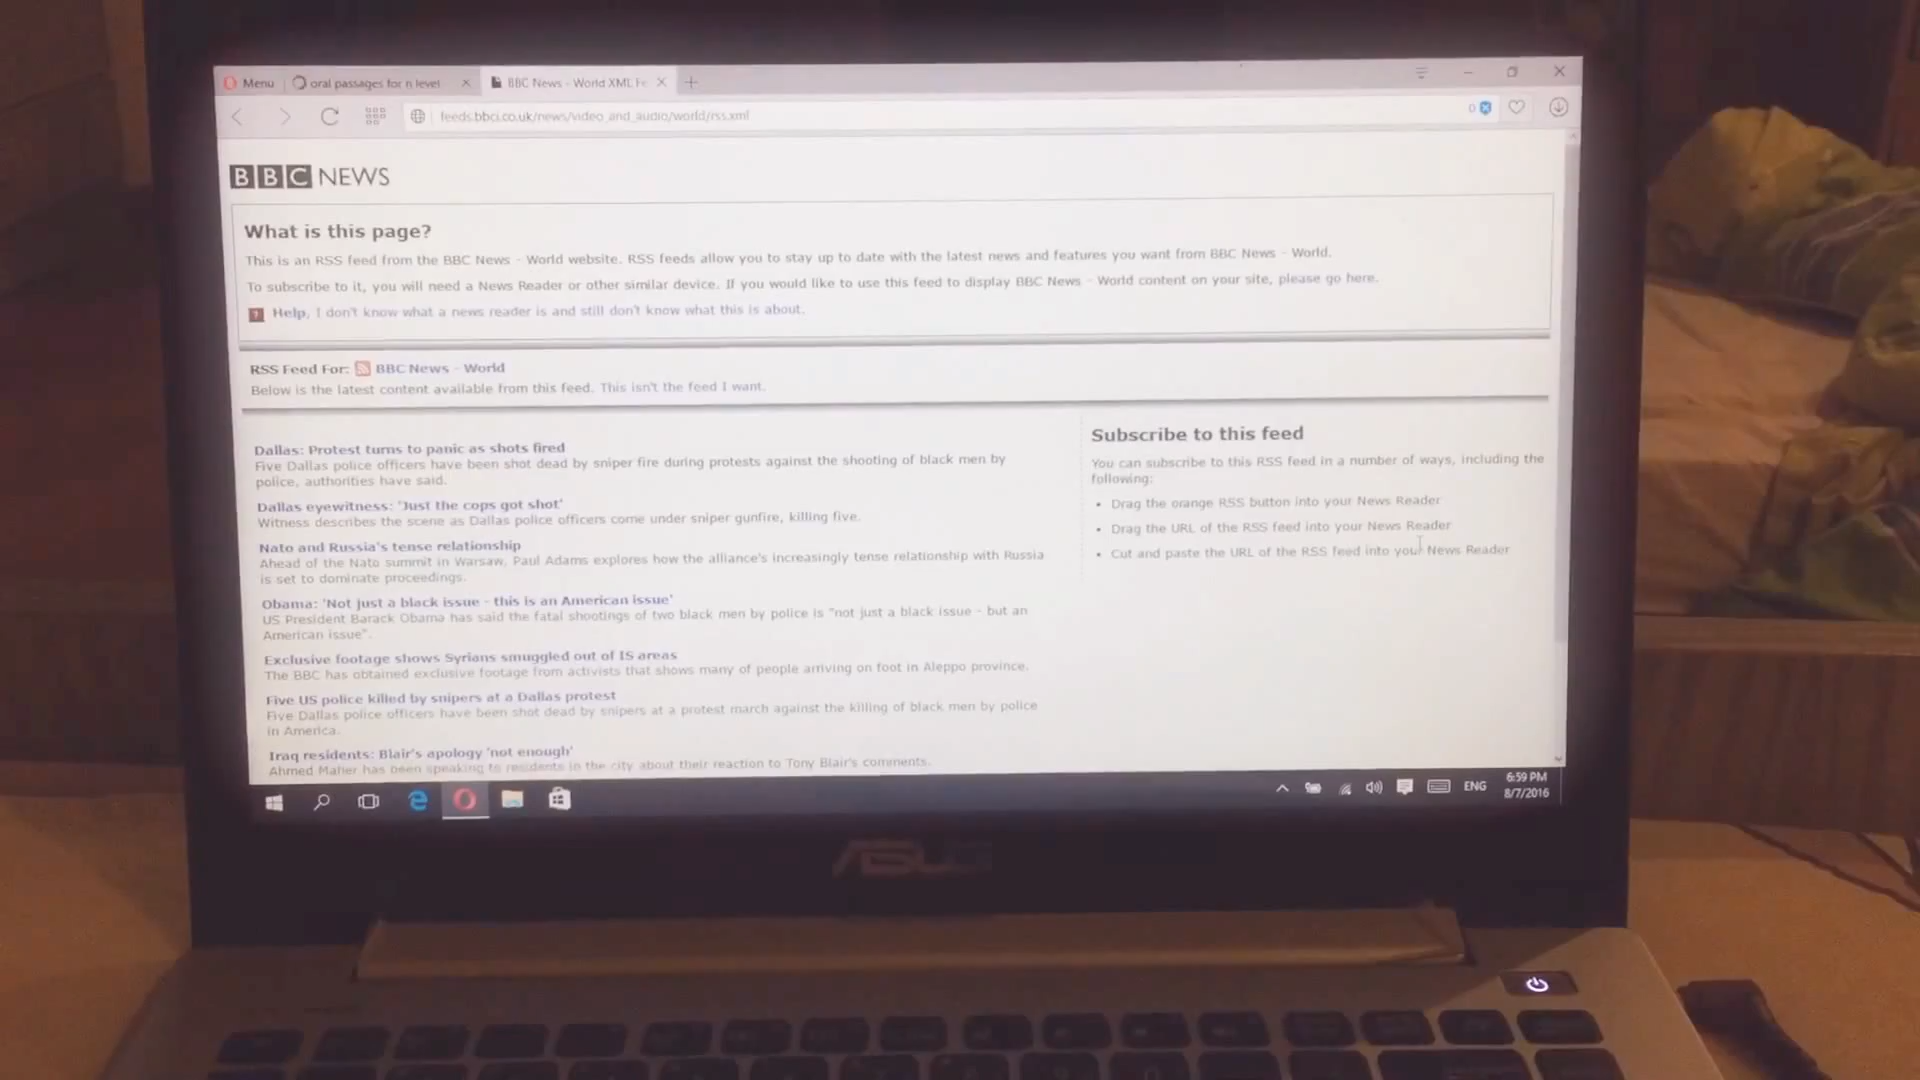 Menu
oral passages for n level
BBC News - World XML Fe
feeds.bbci.co.uk/news/video_and_audio/world/rss.xml
0
BBC NEWS
What is this page?
This is an RSS feed from the BBC News - World website. RSS feeds allow you to stay up to date with the latest news and features you want from BBC News - World.
To subscribe to it, you will need a News Reader or other similar device. If you would like to use this feed to display BBC News - World content on your site, please go here.
? Help, I don't know what a news reader is and still don't know what this is about.
RSS Feed For: BBC News - World
Below is the latest content available from this feed. This isn't the feed I want.
Dallas: Protest turns to panic as shots fired
Five Dallas police officers have been shot dead by sniper fire during protests against the shooting of black men by
police, authorities have said.
Dallas eyewitness: 'Just the cops got shot'
Witness describes the scene as Dallas police officers come under sniper gunfire, killing five.
Nato and Russia's tense relationship
Ahead of the Nato summit in Warsaw, Paul Adams explores how the alliance's increasingly tense relationship with Russia
is set to dominate proceedings.
Obama: 'Not just a black issue - this is an American issue'
US President Barack Obama has said the fatal shootings of two black men by police is "not just a black issue - but an
American issue".
Exclusive footage shows Syrians smuggled out of IS areas
The BBC has obtained exclusive footage from activists that shows many of people arriving on foot in Aleppo province.
Five US police killed by snipers at a Dallas protest
Five Dallas police officers have been shot dead by snipers at a protest march against the killing of black men by police
in America.
Iraq residents: Blair's apology 'not enough'
Ahmed Maher has been speaking to residents in the city about their reaction to Tony Blair's comments.
Subscribe to this feed
You can subscribe to this RSS feed in a number of ways, including the
following:
• Drag the orange RSS button into your News Reader
• Drag the URL of the RSS feed into your News Reader
• Cut and paste the URL of the RSS feed into your News Reader
ENG
6:59 PM
8/7/2016
ASUS